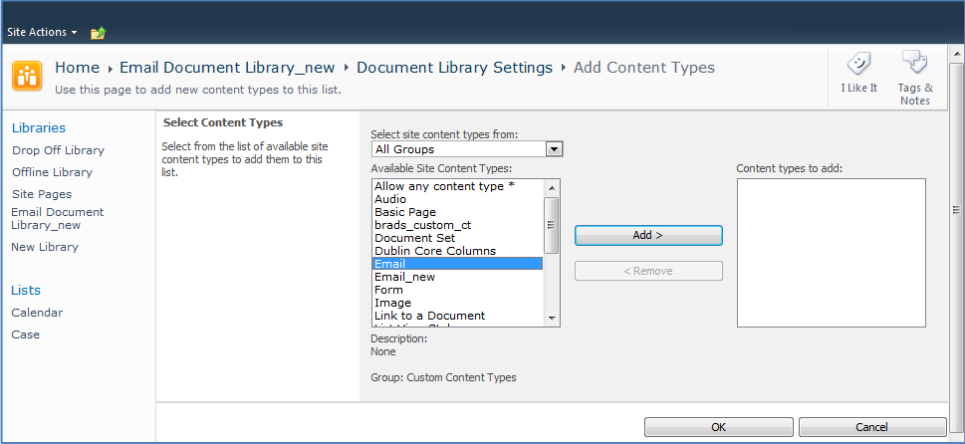 Site Actions
Home › Email Document Library_new › Document Library Settings › Add Content Types
Use this page to add new content types to this list.
I Like It
Tags &
Notes
Libraries
Drop Off Library
Offline Library
Site Pages
Email Document
Library_new
New Library
Lists
Calendar
Case
Select Content Types
Select from the list of available site
content types to add them to this
list.
Select site content types from:
All Groups
Available Site Content Types:
Allow any content type *
Audio
Basic Page
brads_custom_ct
Document Set
Dublin Core Columns
Email
Email_new
Form
Image
Link to a Document
Description:
None
Group: Custom Content Types
Add >
< Remove
Content types to add:
OK
Cancel